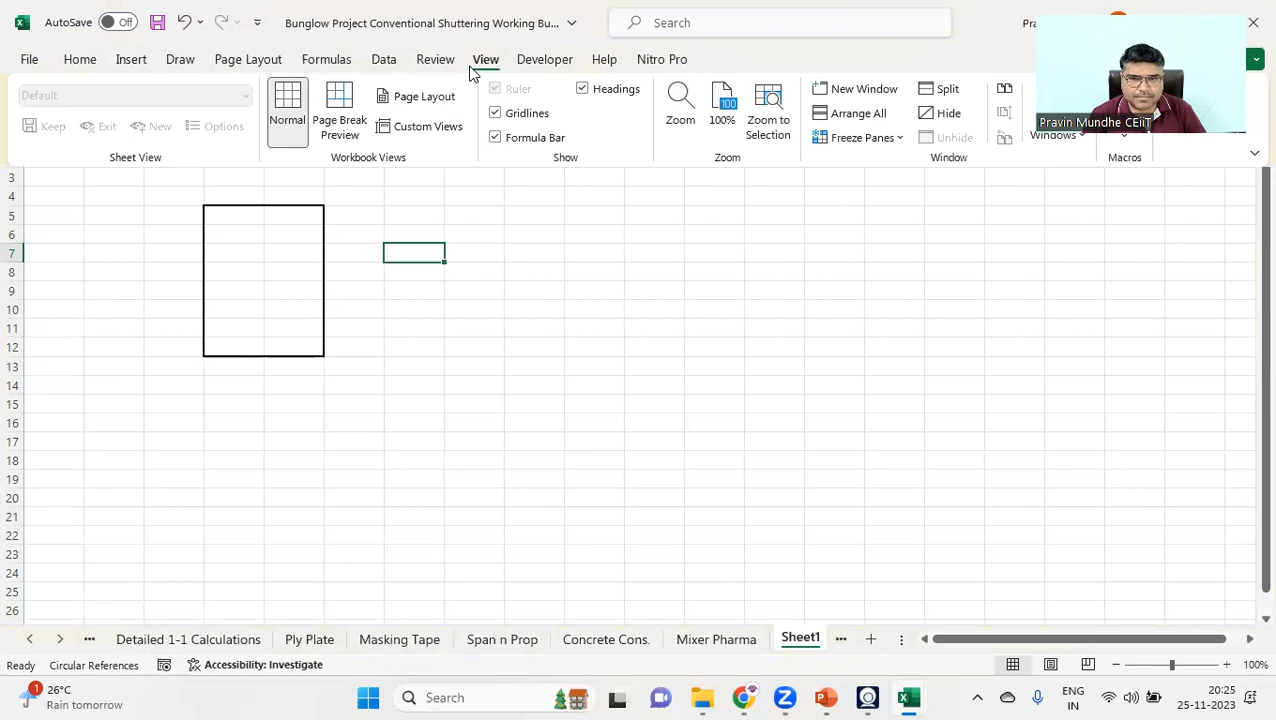 AutoSave Off Bunglow Project Conventional Shuttering Working Bu... Search Pra
File Home Insert Draw Page Layout Formulas Data Review View Developer Help Nitro Pro
Default
Keep Exit New Options
Sheet View
Normal
Page Break Preview
Page Layout
Custom Views
Workbook Views
Ruler Headings
Gridlines
Formula Bar
Show
Zoom
100
100%
Zoom to Selection
Zoom
New Window
Arrange All
Freeze Panes
Split
Hide
Unhide
Windows
Window
Macros
Pravin Mundhe CEiiT
3
4
5
6
7
8
9
10
11
12
13
14
15
16
17
18
19
20
21
22
23
24
25
26
Detailed 1-1 Calculations Ply Plate Masking Tape Span n Prop Concrete Cons. Mixer Pharma Sheet1
Ready Circular References Accessibility: Investigate 100%
1 26°C
Rain tomorrow
Search
ENG
IN
20:25
25-11-2023